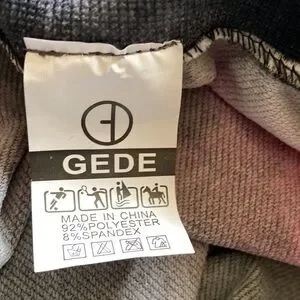 GEDE
MADE IN CHINA
92%POLYESTER
8%SPANDEX